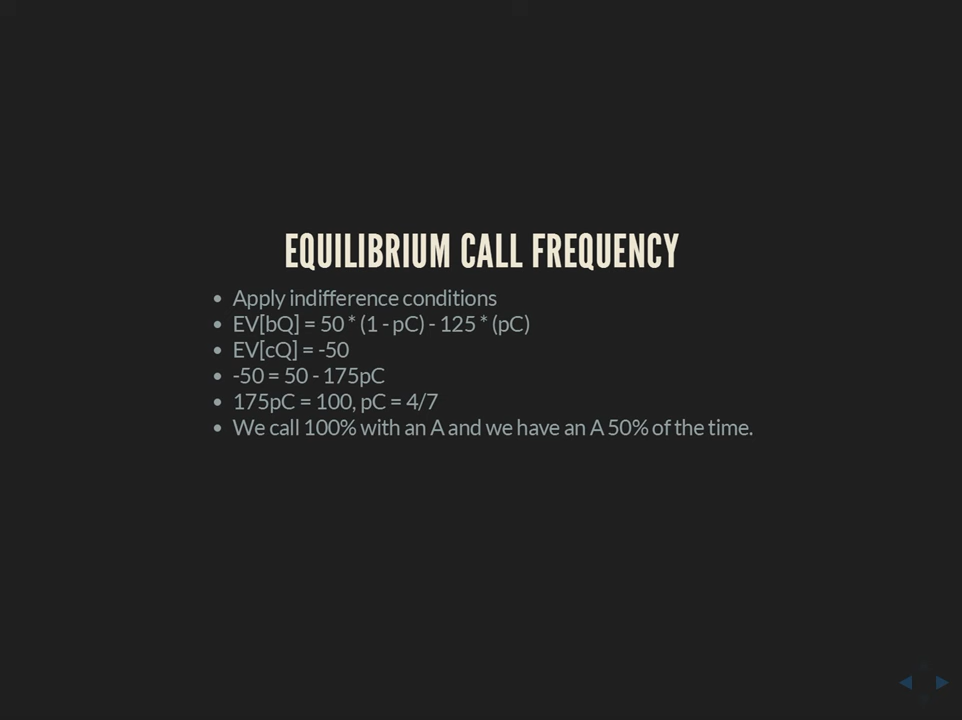 EQUILIBRIUM CALL FREQUENCY
• Apply indifference conditions
• EV[bQ] = 50 * (1 - pC) - 125 * (pC)
• EV[cQ] = -50
• -50 = 50 - 175pC
• 175pC = 100, pC = 4/7
• We call 100% with an A and we have an A 50% of the time.